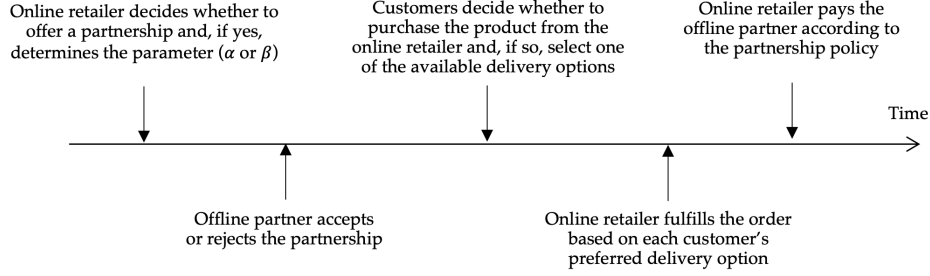 Online retailer decides whether to
offer a partnership and, if yes,
determines the parameter (α or β)
Customers decide whether to
purchase the product from the
online retailer and, if so, select one
of the available delivery options
Online retailer pays the
offline partner according to
the partnership policy
Time
Offline partner accepts
or rejects the partnership
Online retailer fulfills the order
based on each customer’s
preferred delivery option